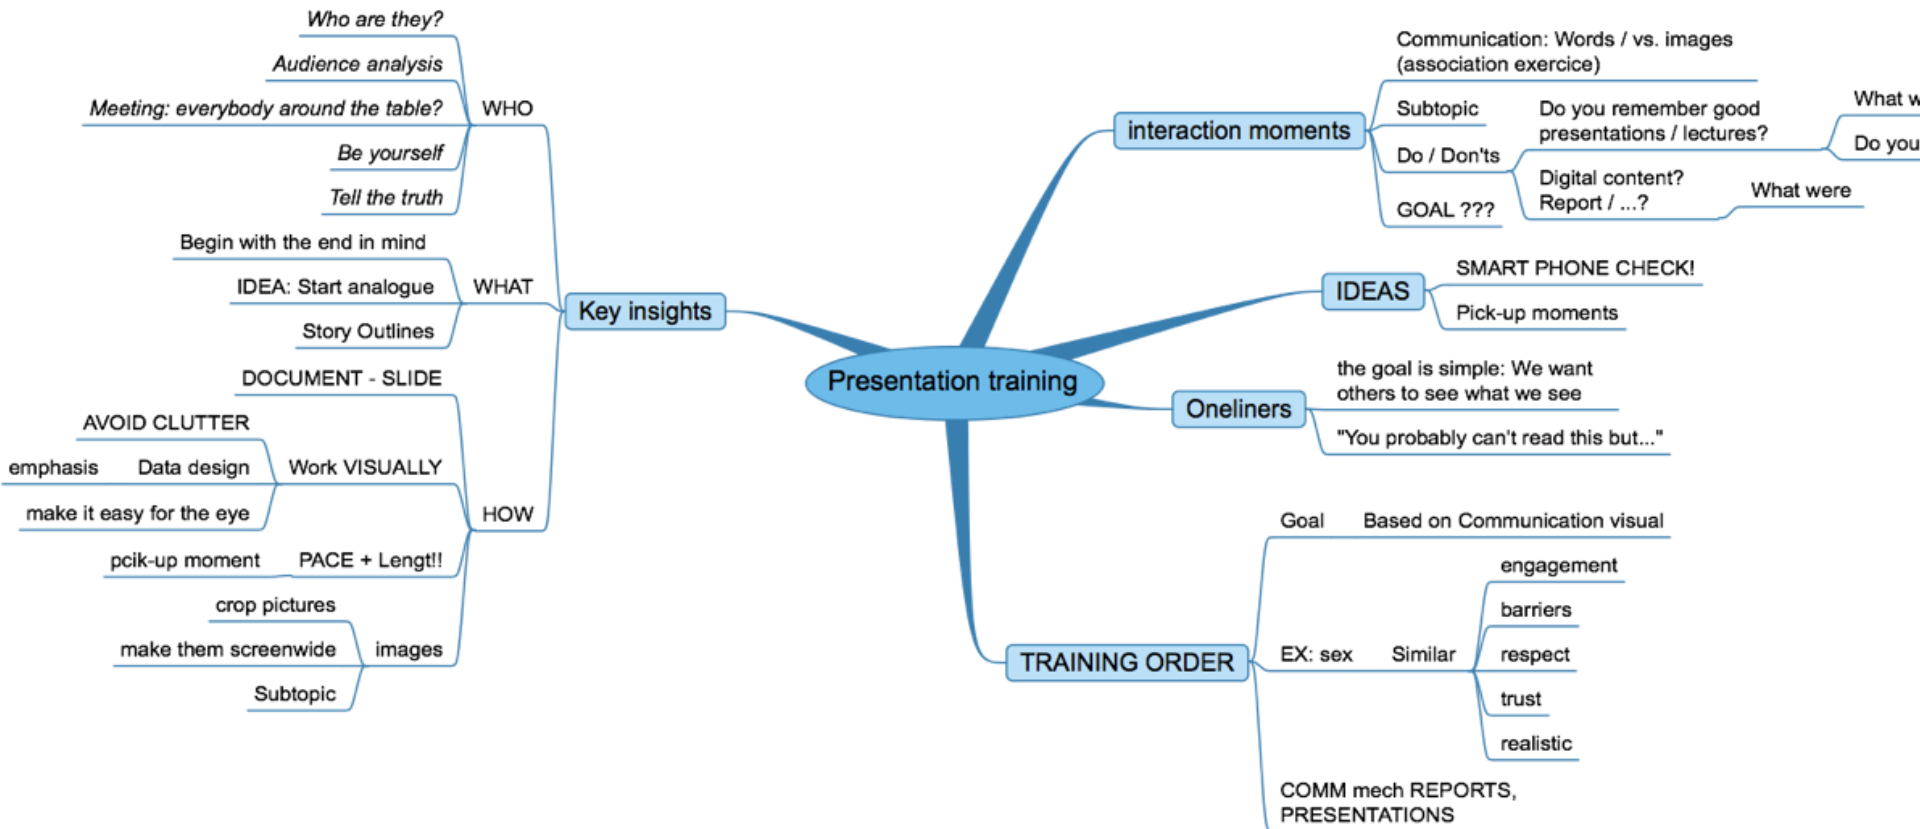 Who are they?
Audience analysis
Meeting: everybody around the table?
Be yourself
Tell the truth
WHO
Begin with the end in mind
IDEA: Start analogue
Story Outlines
WHAT
DOCUMENT - SLIDE
AVOID CLUTTER
emphasis
Data design
make it easy for the eye
Work VISUALLY
pcik-up moment
PACE + Lengt!!
crop pictures
make them screenwide
Subtopic
images
HOW
Key insights
Presentation training
interaction moments
Communication: Words / vs. images
(association exercice)
Subtopic
Do / Don'ts
Do you remember good
presentations / lectures?
What w
Do you
Digital content?
Report / ...?
What were
GOAL ???
IDEAS
SMART PHONE CHECK!
Pick-up moments
Oneliners
the goal is simple: We want
others to see what we see
"You probably can't read this but..."
TRAINING ORDER
Goal
Based on Communication visual
EX: sex
Similar
engagement
barriers
respect
trust
realistic
COMM mech REPORTS,
PRESENTATIONS